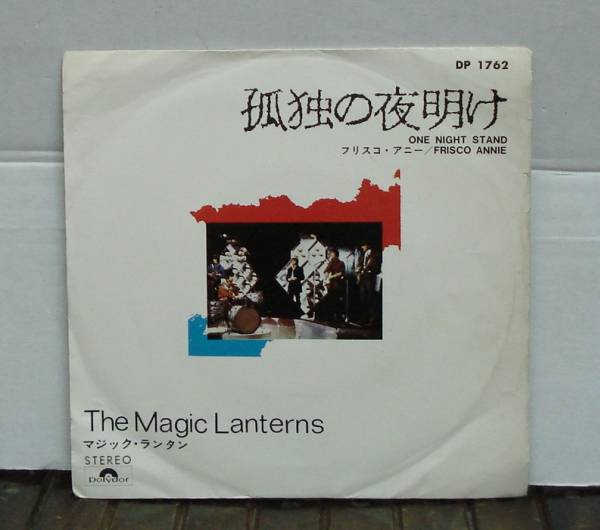 DP 1762
孤独の夜明け
ONE NIGHT STAND
フリスコ・アニー/FRISCO ANNIE
The Magic Lanterns
マジック・ランタン
STEREO
Polydor